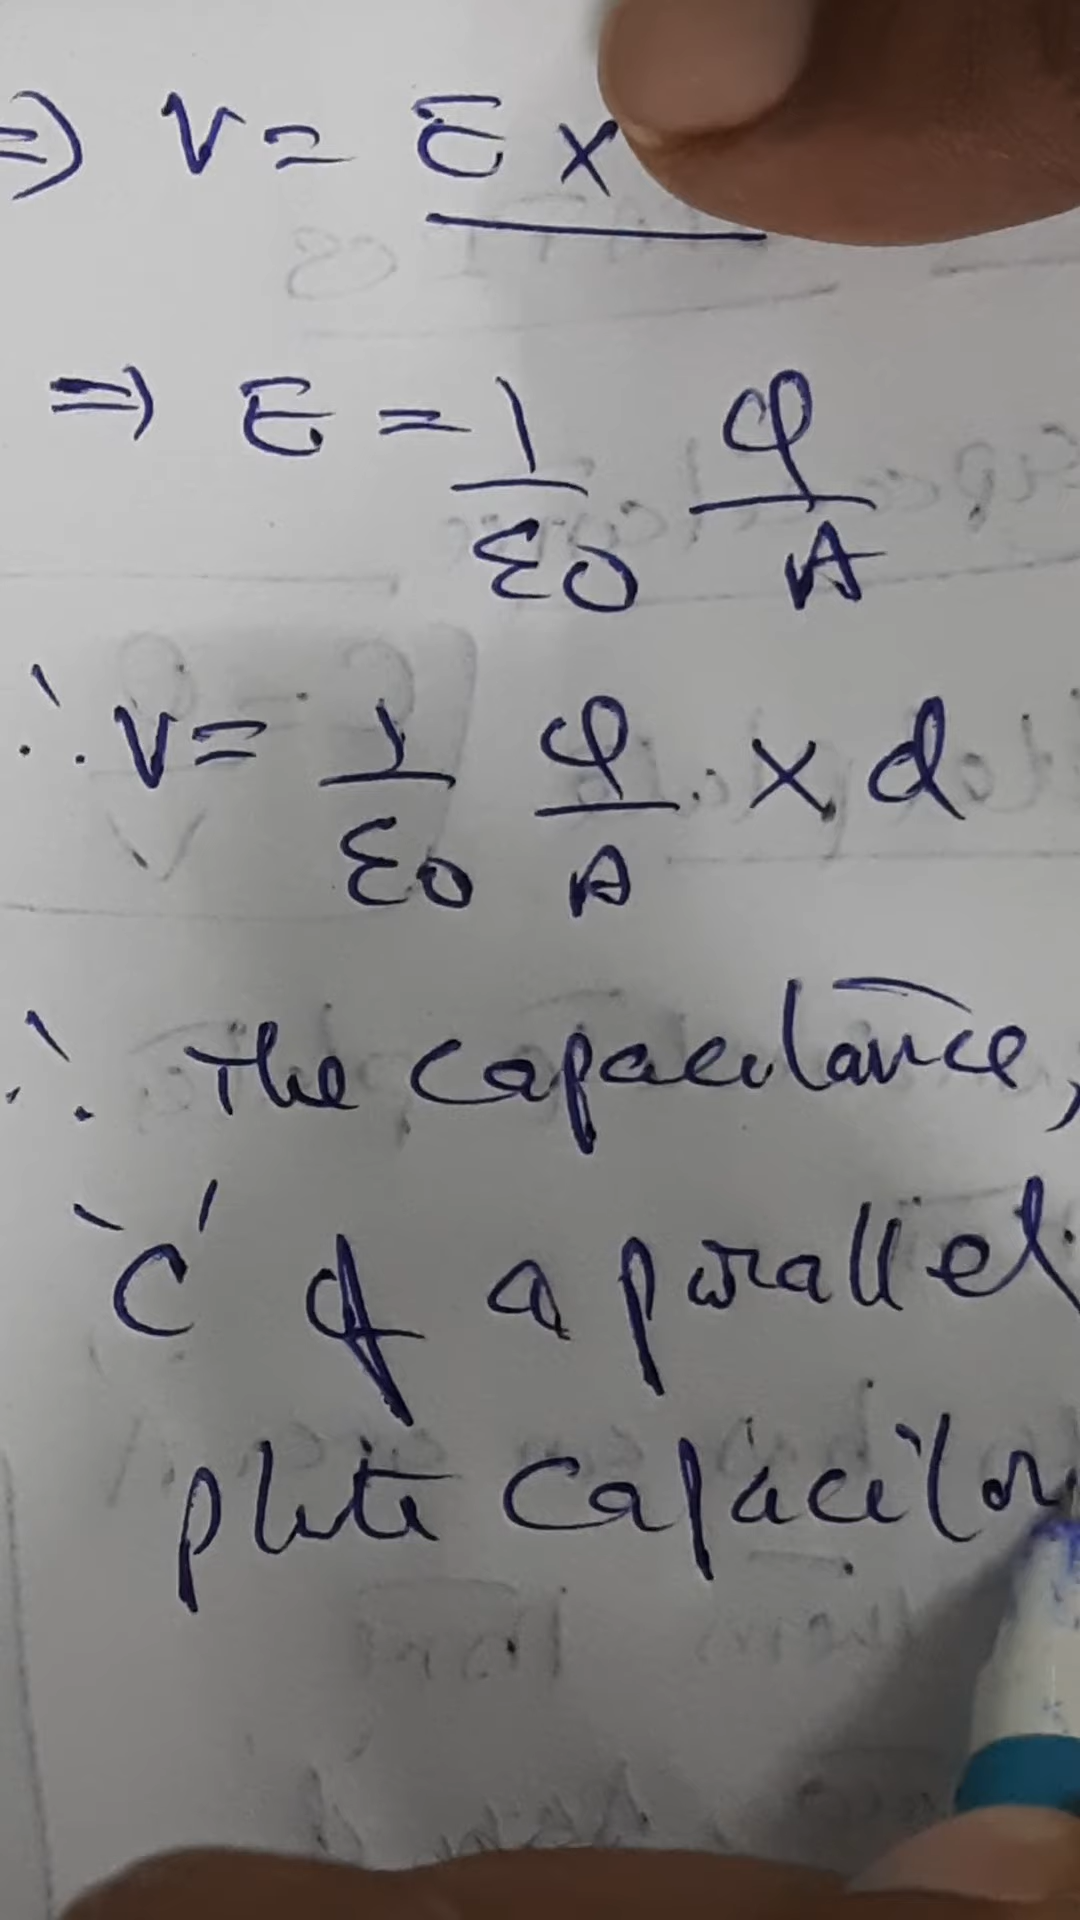 ⇒ V = E ×
⇒ E = 1/ε0 φ/A
∴ V = 1/ε0 φ/A × d
∴ The capacitance,
'C' of a parallel
plate capacitor